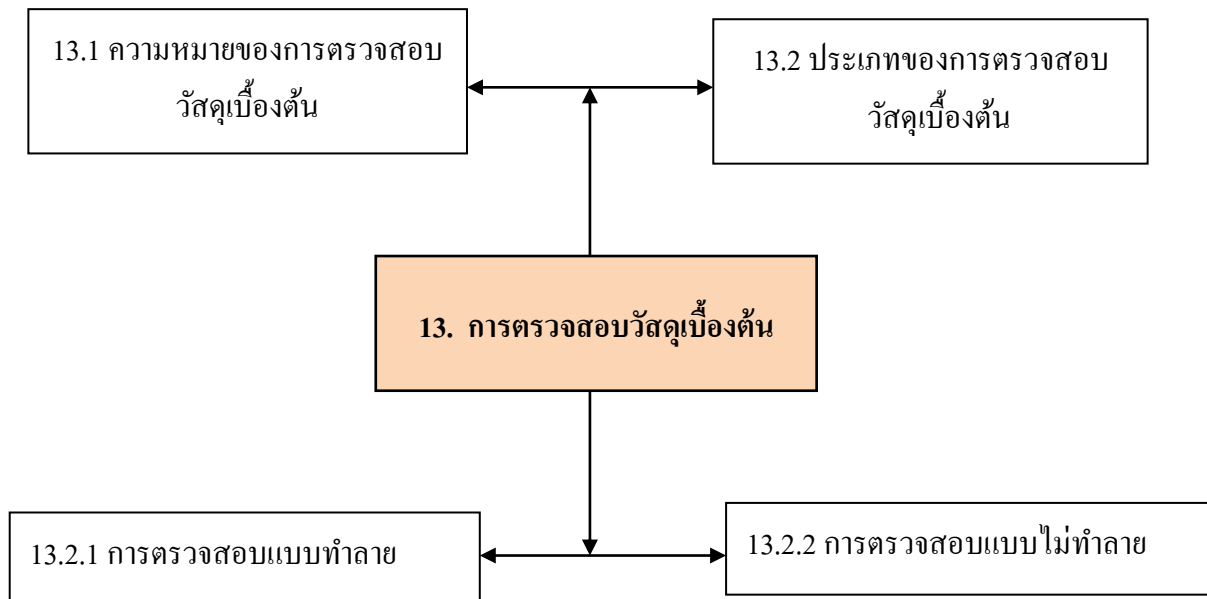 13.1 ความหมายของการตรวจสอบ
วัสดุเบื้องต้น
13.2 ประเภทของการตรวจสอบ
วัสดุเบื้องต้น
13. การตรวจสอบวัสดุเบื้องต้น
13.2.1 การตรวจสอบแบบทำลาย
13.2.2 การตรวจสอบแบบไม่ทำลาย